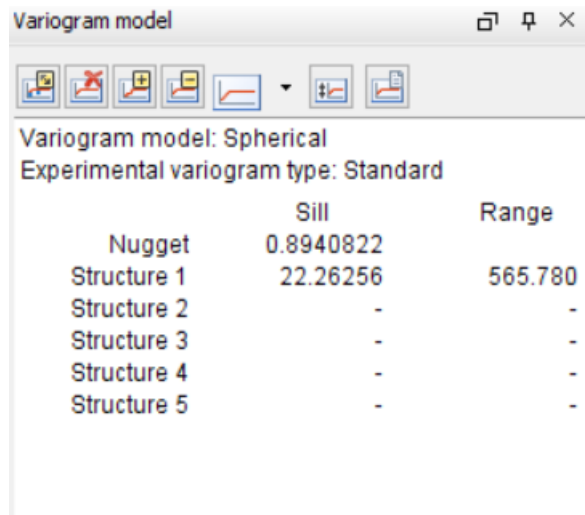 Variogram model
Variogram model: Spherical
Experimental variogram type: Standard
Sill Range
Nugget 0.8940822
Structure 1 22.26256 565.780
Structure 2 - -
Structure 3 - -
Structure 4 - -
Structure 5 - -